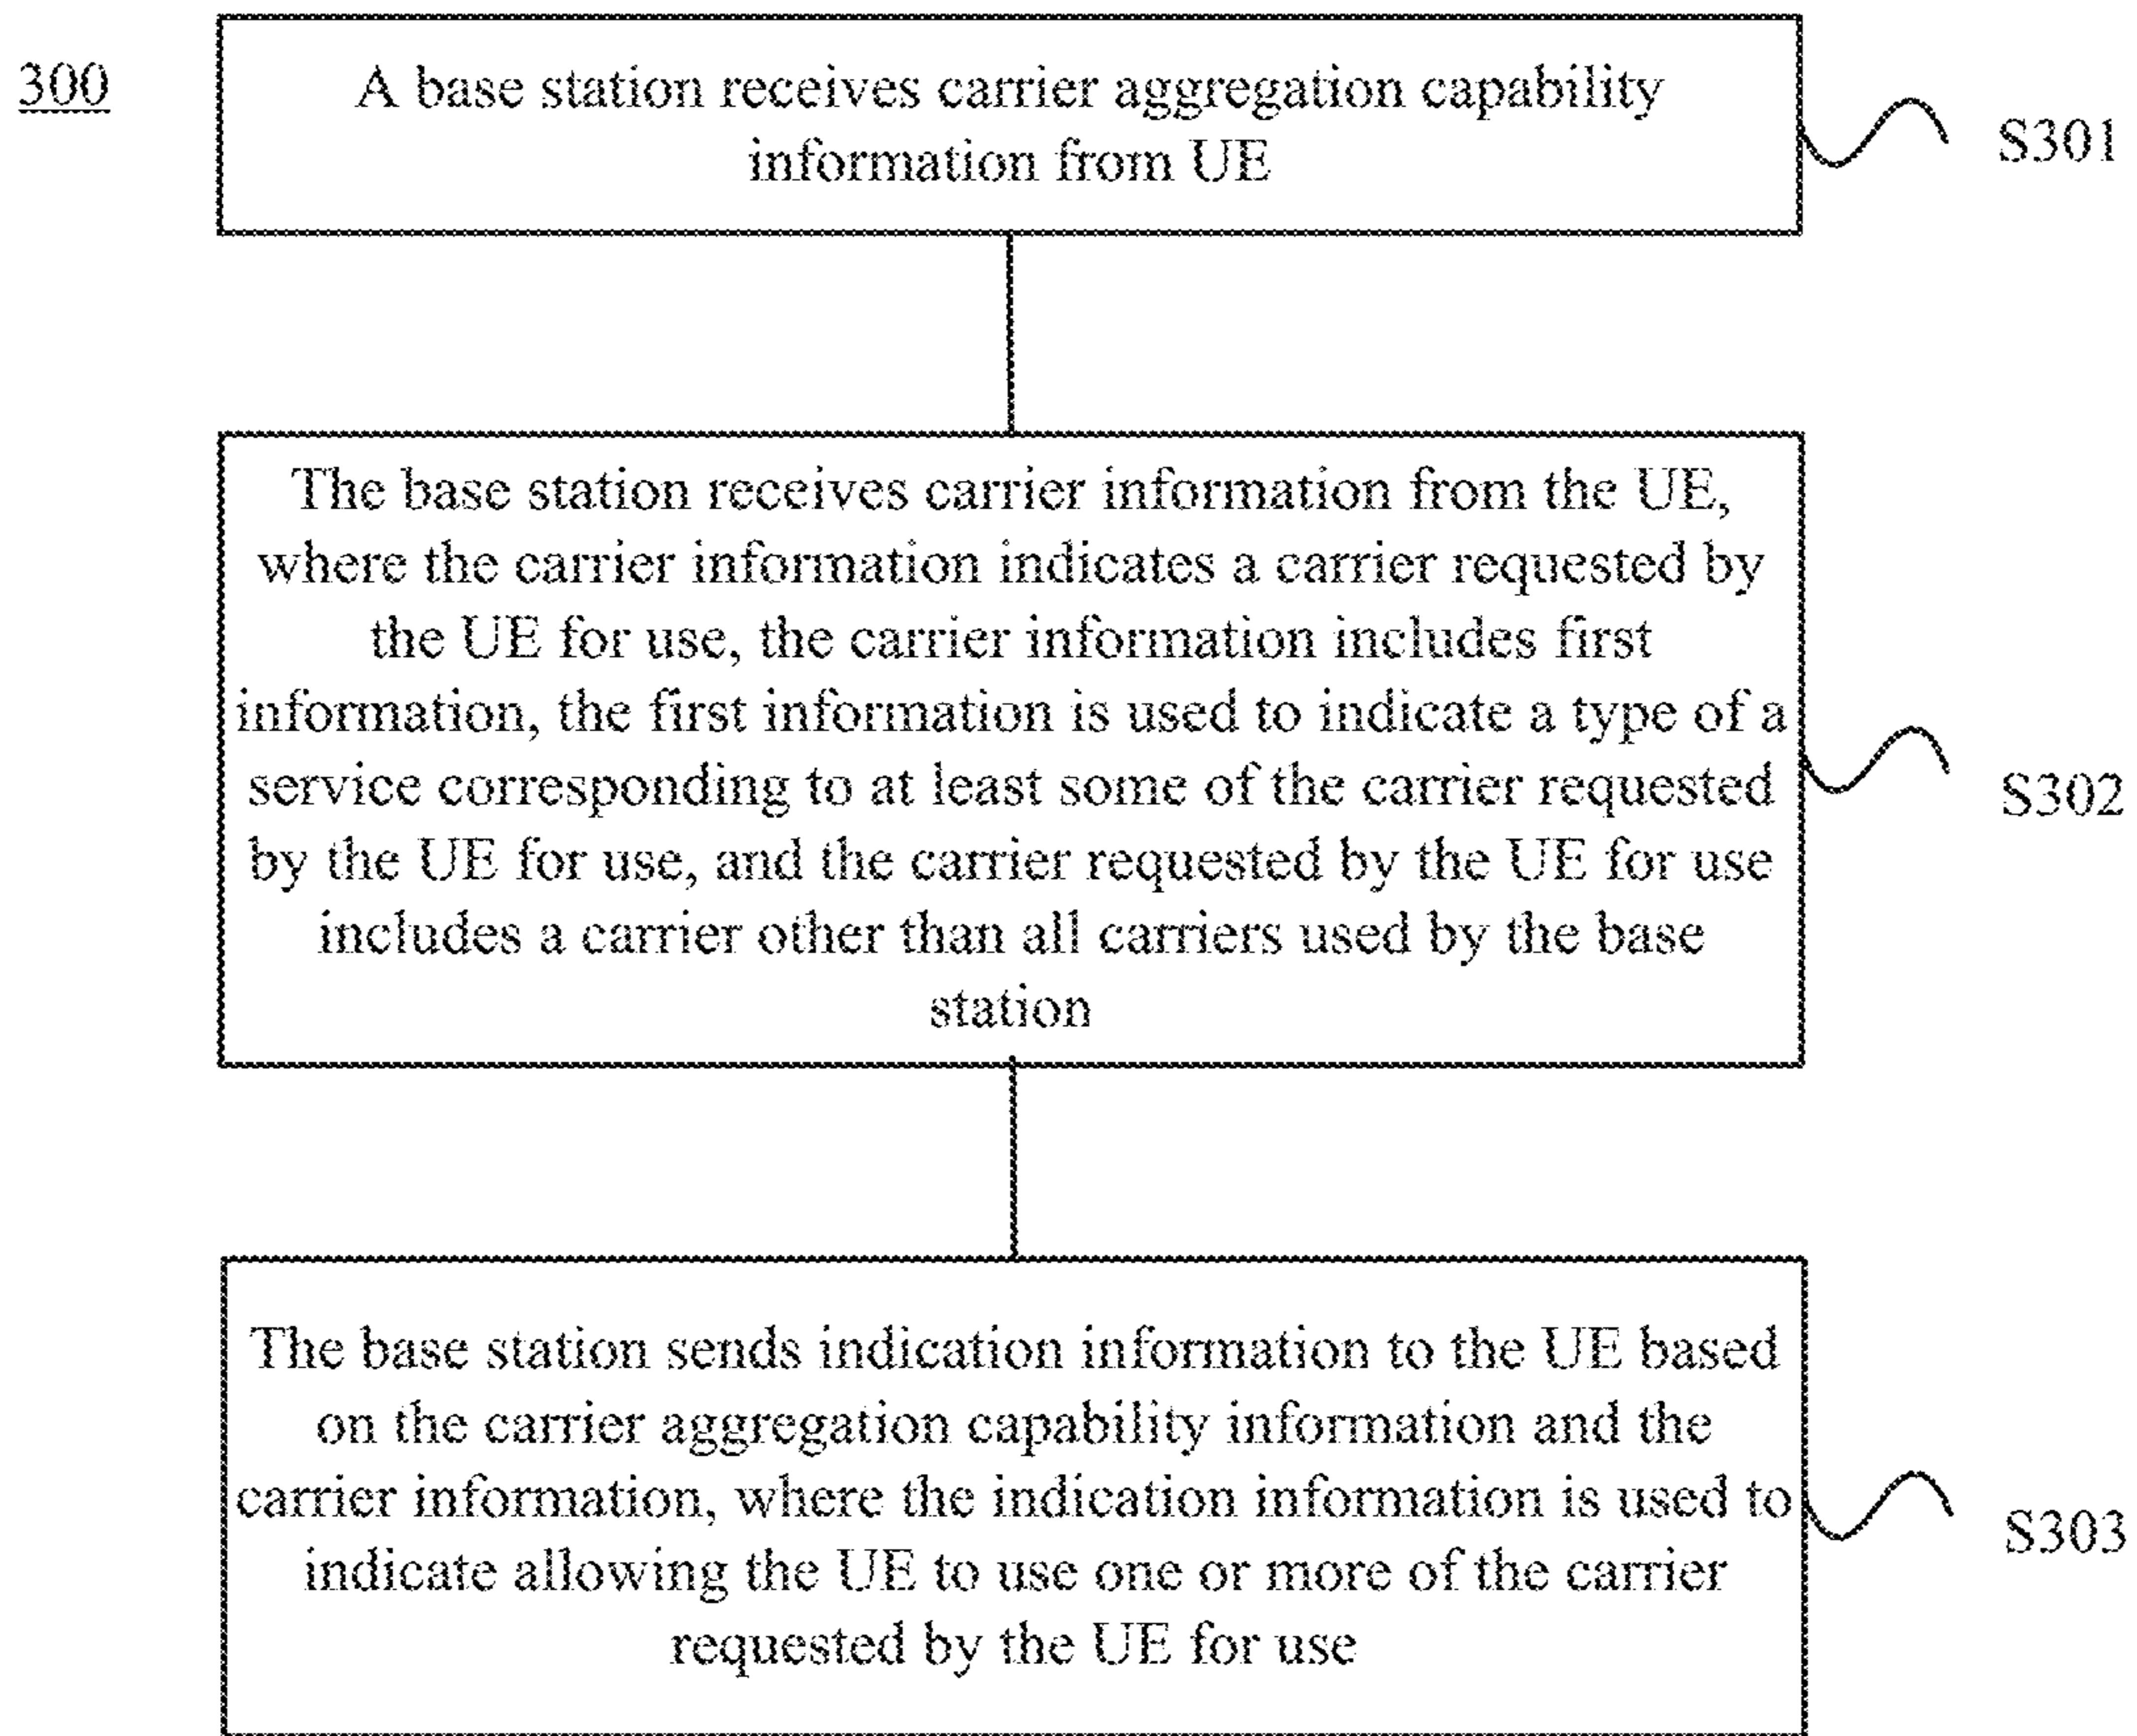 300
A base station receives carrier aggregation capability
information from UE
S301
The base station receives carrier information from the UE,
where the carrier information indicates a carrier requested by
the UE for use, the carrier information includes first
information, the first information is used to indicate a type of a
service corresponding to at least some of the carrier requested
by the UE for use, and the carrier requested by the UE for use
includes a carrier other than all carriers used by the base
station
S302
The base station sends indication information to the UE based
on the carrier aggregation capability information and the
carrier information, where the indication information is used to
indicate allowing the UE to use one or more of the carrier
requested by the UE for use
S303